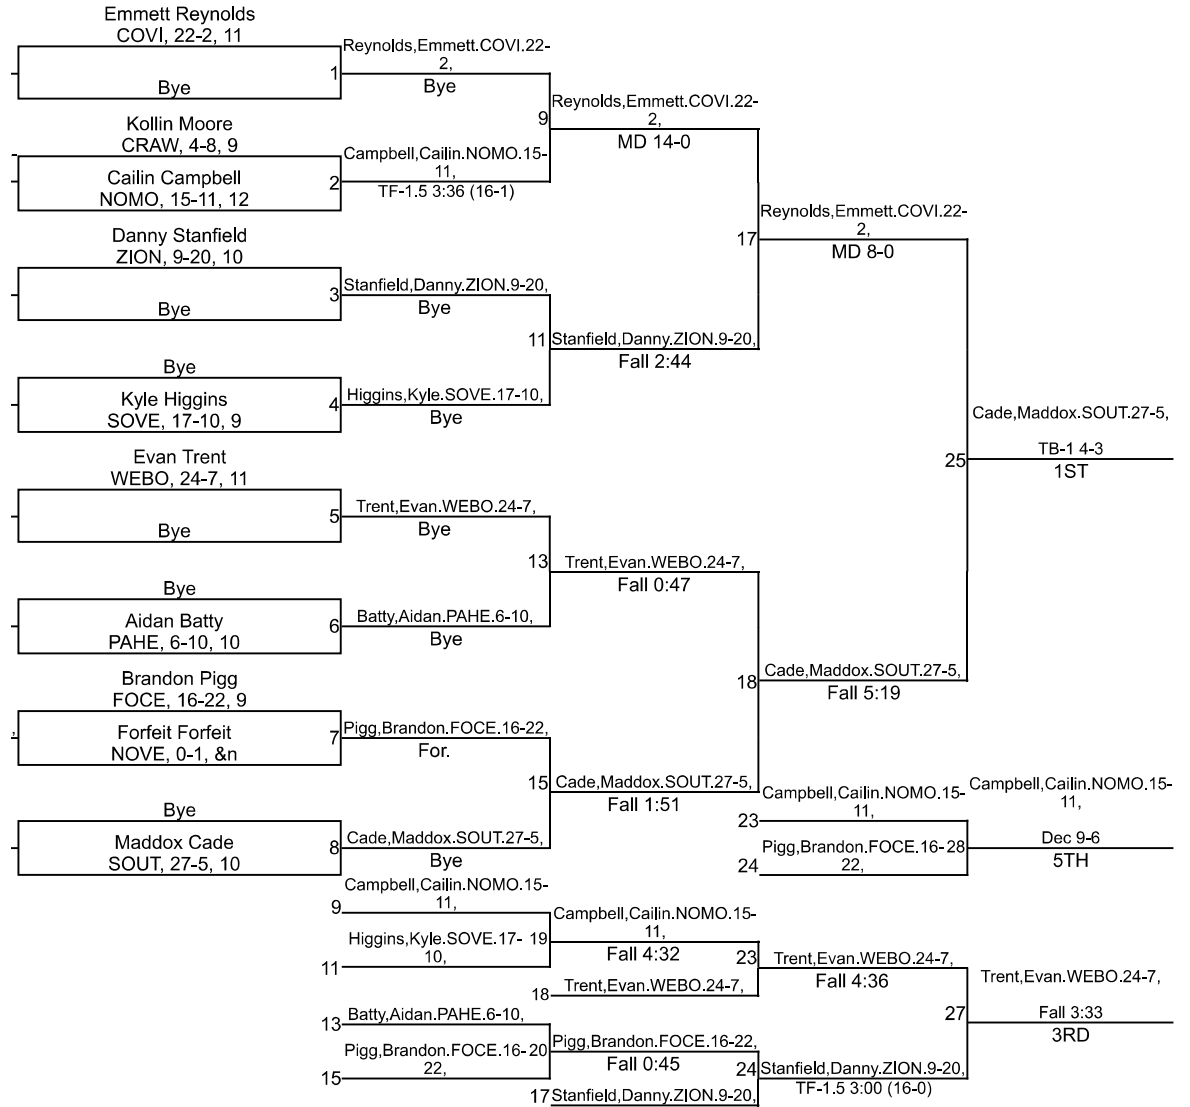 Emmett Reynolds
COVI, 22-2, 11
Bye
1
Reynolds,Emmett.COVI.22-
2,
Bye
Kollin Moore
CRAW, 4-8, 9
Cailin Campbell
NOMO, 15-11, 12
2
Campbell,Cailin.NOMO.15-
11,
TF-1.5 3:36 (16-1)
9
Reynolds,Emmett.COVI.22-
2,
MD 14-0
Danny Stanfield
ZION, 9-20, 10
Bye
3
Stanfield,Danny.ZION.9-20,
Bye
Bye
Kyle Higgins
SOVE, 17-10, 9
4
Higgins,Kyle.SOVE.17-10,
Bye
11
Stanfield,Danny.ZION.9-20,
Fall 2:44
17
Reynolds,Emmett.COVI.22-
2,
MD 8-0
Evan Trent
WEBO, 24-7, 11
Bye
5
Trent,Evan.WEBO.24-7,
Bye
Bye
Aidan Batty
PAHE, 6-10, 10
6
Batty,Aidan.PAHE.6-10,
Bye
13
Trent,Evan.WEBO.24-7,
Fall 0:47
Brandon Pigg
FOCE, 16-22, 9
Forfeit Forfeit
NOVE, 0-1, &n
7
Pigg,Brandon.FOCE.16-22,
For.
Bye
Maddox Cade
SOUT, 27-5, 10
8
Cade,Maddox.SOUT.27-5,
Bye
15
Cade,Maddox.SOUT.27-5,
Fall 1:51
18
Cade,Maddox.SOUT.27-5,
Fall 5:19
25
Cade,Maddox.SOUT.27-5,
TB-1 4-3
1ST
23
Campbell,Cailin.NOMO.15-
11,
24
Pigg,Brandon.FOCE.16-
22,
28
Campbell,Cailin.NOMO.15-
11,
Dec 9-6
5TH
9
Campbell,Cailin.NOMO.15-
11,
11
Higgins,Kyle.SOVE.17-
10,
19
Campbell,Cailin.NOMO.15-
11,
Fall 4:32
18
Trent,Evan.WEBO.24-7,
23
Trent,Evan.WEBO.24-7,
Fall 4:36
13
Batty,Aidan.PAHE.6-10,
15
Pigg,Brandon.FOCE.16-
22,
20
Pigg,Brandon.FOCE.16-22,
Fall 0:45
17
Stanfield,Danny.ZION.9-20,
24
Stanfield,Danny.ZION.9-20,
TF-1.5 3:00 (16-0)
27
Trent,Evan.WEBO.24-7,
Fall 3:33
3RD